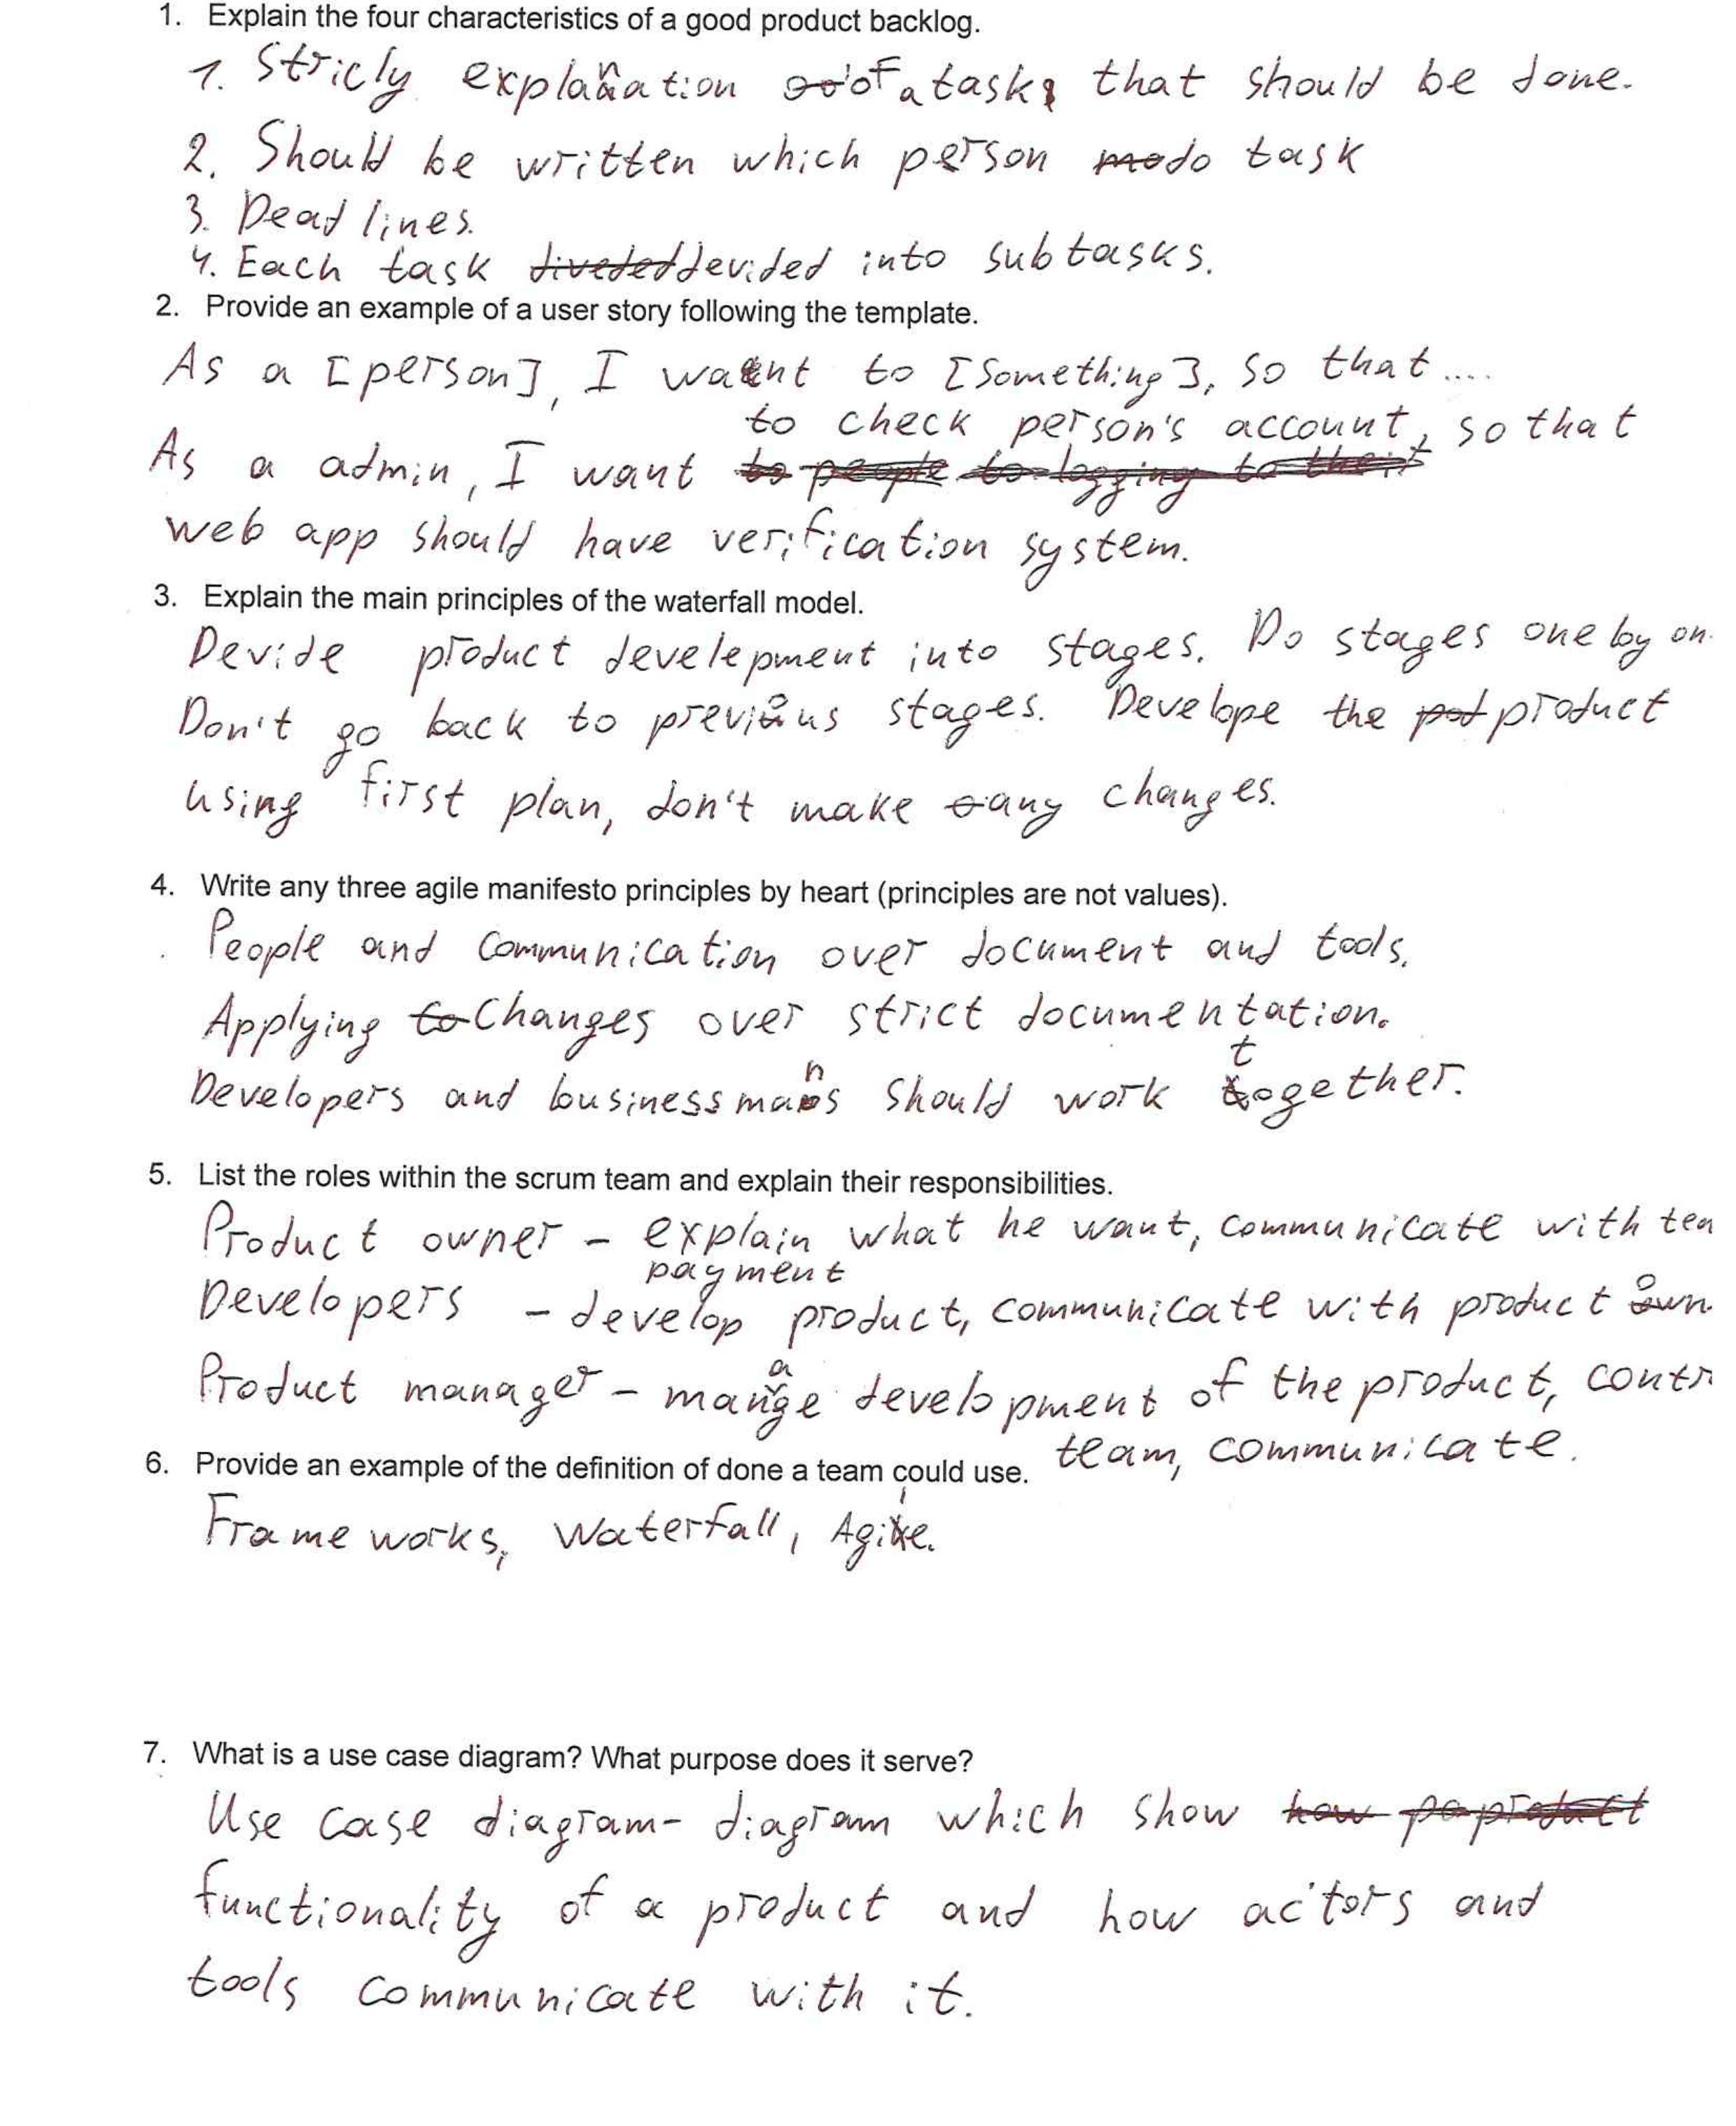 1. Explain the four characteristics of a good product backlog.
1. Stricly explanation of a task that should be done.
2. Should be written which person do task
3. Deadlines.
4. Each task devided into subtasks.
2. Provide an example of a user story following the template.
As a [person], I want to [something], so that....
to check person's account, so that
As a admin, I want
web app should have verification system.
3. Explain the main principles of the waterfall model.
Devide product develepment into stages. Do stages one by on
Don't go back to previous stages. Develope the product
using first plan, don't make any changes.
4. Write any three agile manifesto principles by heart (principles are not values).
People and communication over document and tools.
Applying changes over strict documentation.
Developers and businessmans should work together.
5. List the roles within the scrum team and explain their responsibilities.
Product owner - explain what he want, communicate with tea
payment
Developers - develop product, communicate with product own
Product manager - manage development of the product, contr
team, communicate.
6. Provide an example of the definition of done a team could use.
Frameworks, Waterfall, Agile.
7. What is a use case diagram? What purpose does it serve?
Use case diagram - diagram which show
functionality of a product and how actors and
tools communicate with it.